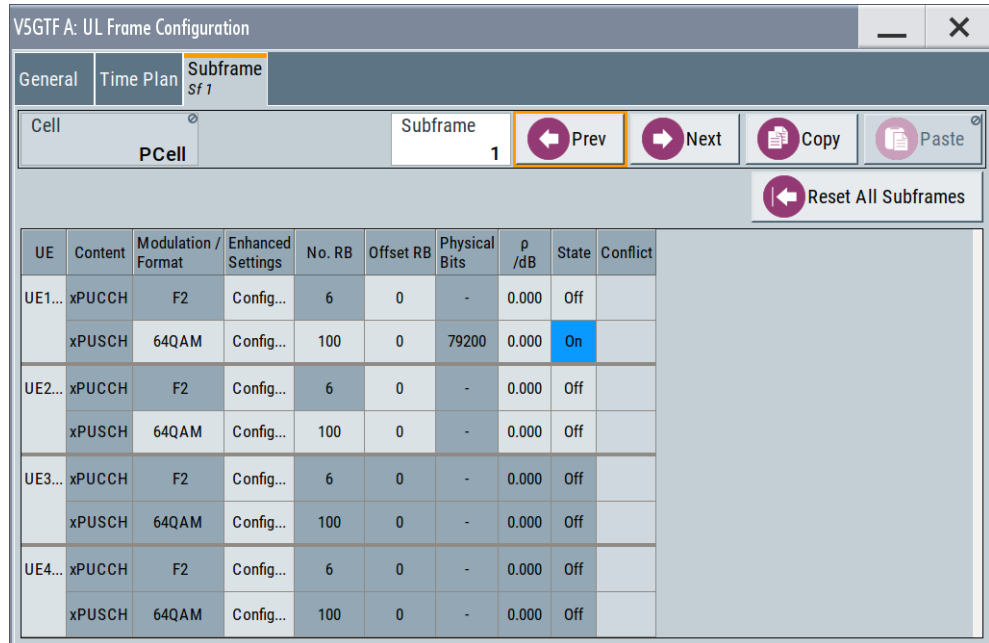 V5GTF A: UL Frame Configuration
General Time Plan Subframe
Sf 1
Cell PCell Subframe 1 Prev Next Copy Paste
Reset All Subframes
UE Content Modulation / Format Enhanced Settings No. RB Offset RB Physical Bits ρ /dB State Conflict
UE1... xPUCCH F2 Config... 6 0 - 0.000 Off
xPUSCH 64QAM Config... 100 0 79200 0.000 On
UE2... xPUCCH F2 Config... 6 0 - 0.000 Off
xPUSCH 64QAM Config... 100 0 - 0.000 Off
UE3... xPUCCH F2 Config... 6 0 - 0.000 Off
xPUSCH 64QAM Config... 100 0 - 0.000 Off
UE4... xPUCCH F2 Config... 6 0 - 0.000 Off
xPUSCH 64QAM Config... 100 0 - 0.000 Off